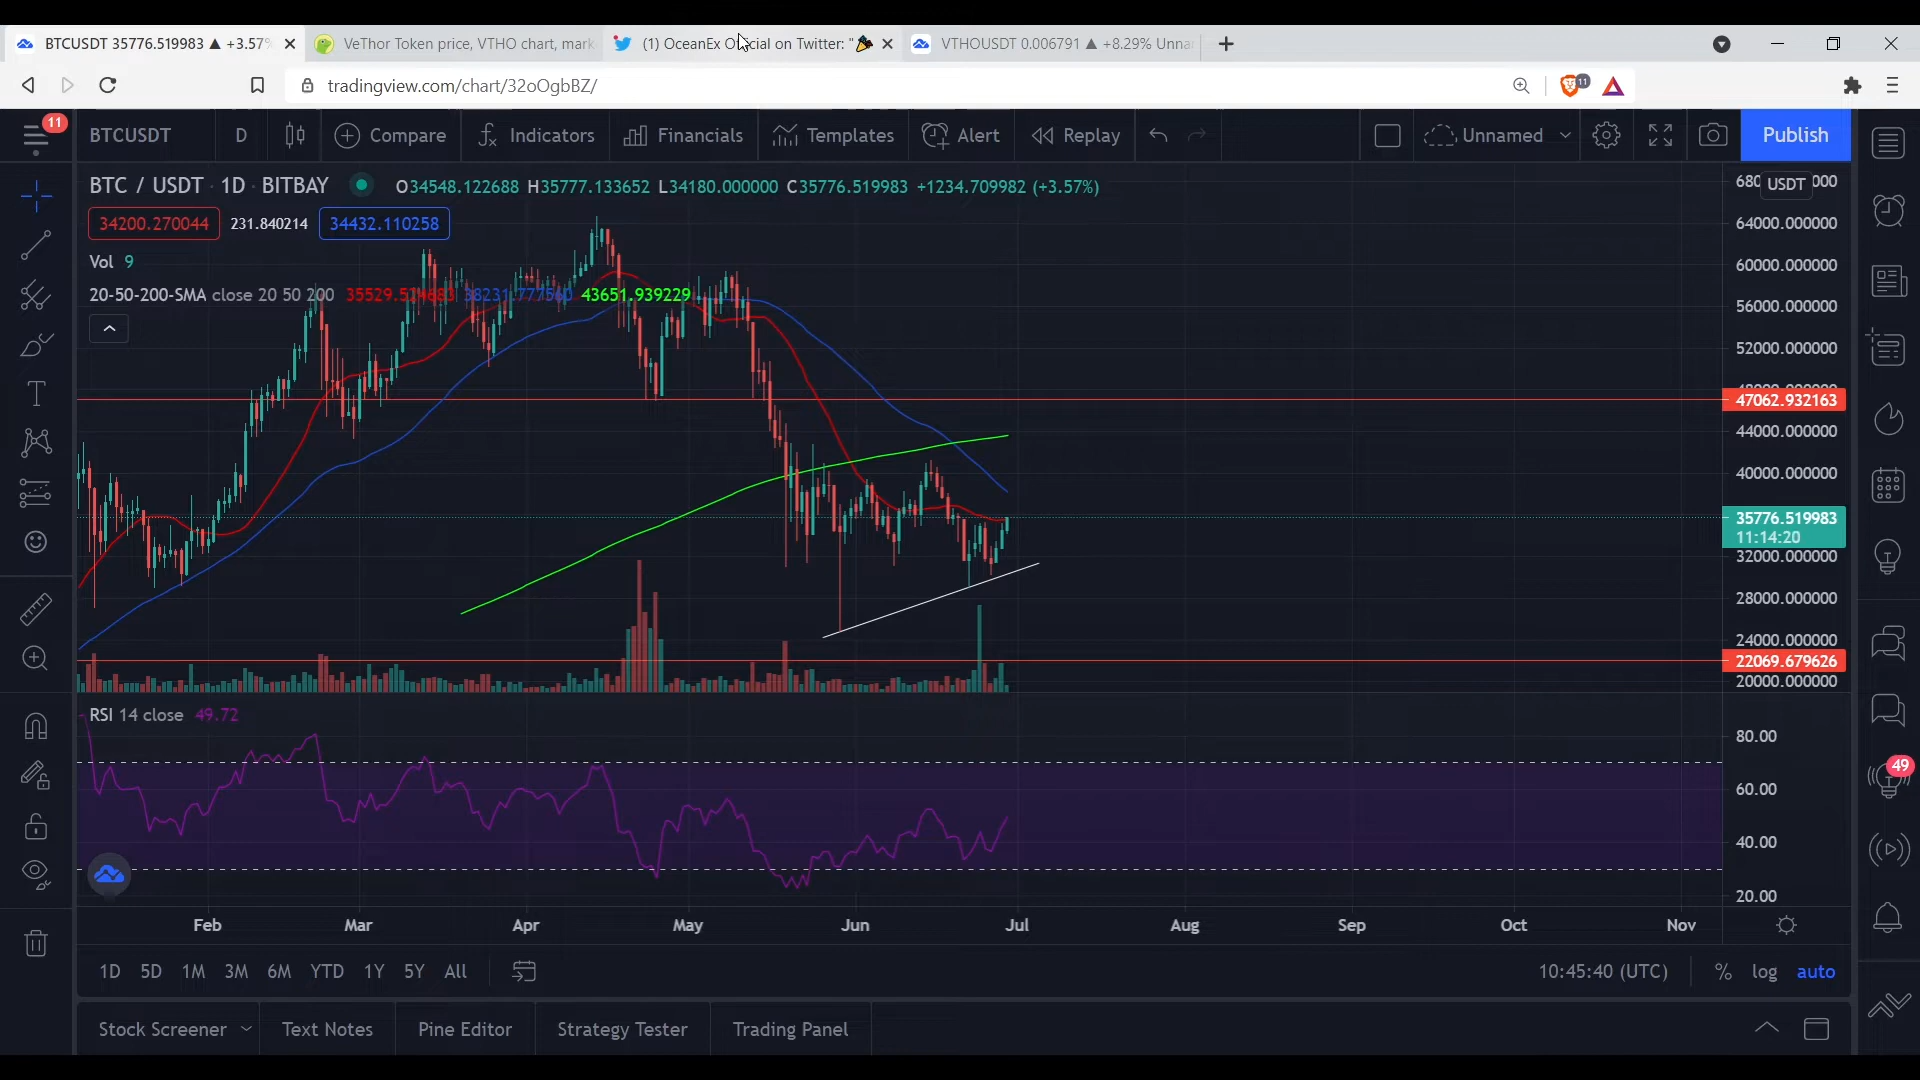 BTCUSDT 35776.519983 ▲ +3.57%
VeThor Token price, VTHO chart, mark
(1) OceanEx Official on Twitter: "
VTHOUSDT 0.006791 ▲ +8.29% Unna
tradingview.com/chart/32oOgbBZ/
11
11
BTCUSDT D Compare Indicators Financials Templates Alert Replay Unnamed Publish
BTC / USDT · 1D · BITBAY O34548.122688 H35777.133652 L34180.000000 C35776.519983 +1234.709982 (+3.57%)
34200.270044 231.840214 34432.110258
Vol 9
20-50-200-SMA close 20 50 200 43651.939229
USDT
64000.000000
60000.000000
56000.000000
52000.000000
47062.932163
44000.000000
40000.000000
35776.519983
11:14:20
32000.000000
28000.000000
24000.000000
22069.679626
20000.000000
RSI 14 close 49.72
80.00
60.00
40.00
20.00
49
Feb Mar Apr May Jun Jul Aug Sep Oct Nov
1D 5D 1M 3M 6M YTD 1Y 5Y All 10:45:40 (UTC) % log auto
Stock Screener Text Notes Pine Editor Strategy Tester Trading Panel